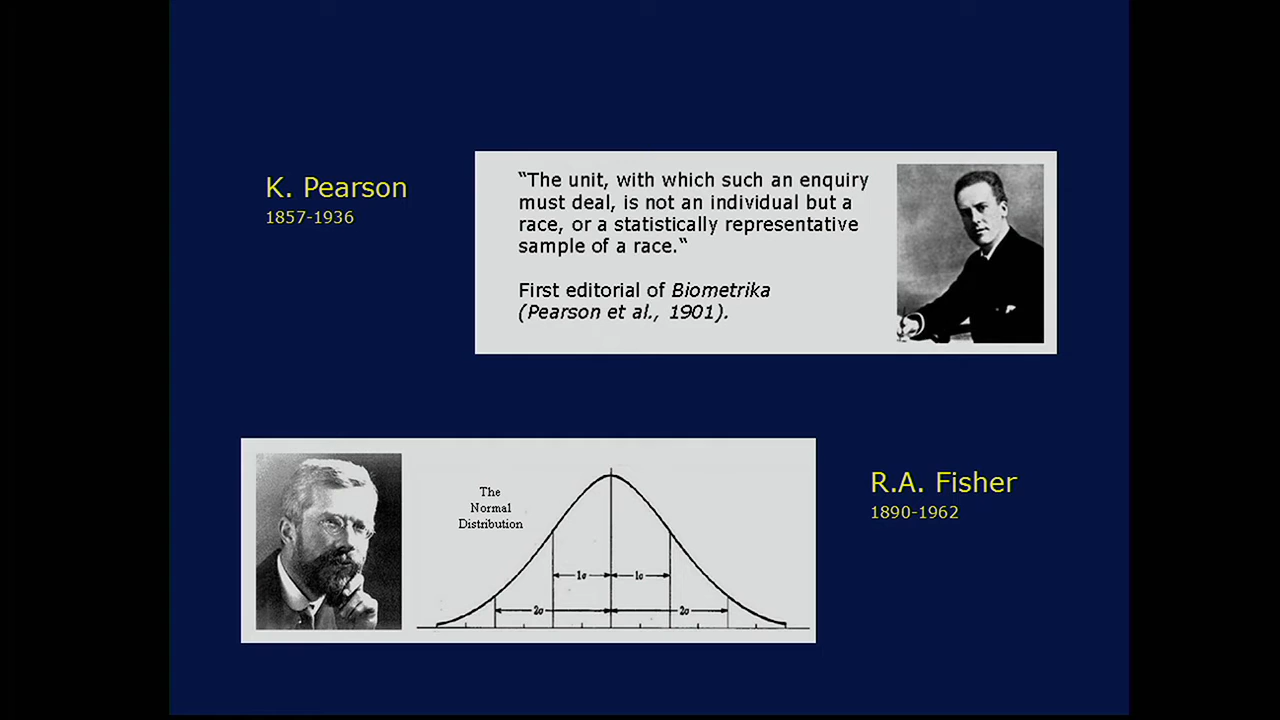 K. Pearson
1857-1936
“The unit, with which such an enquiry
must deal, is not an individual but a
race, or a statistically representative
sample of a race.“
First editorial of Biometrika
(Pearson et al., 1901).
The
Normal
Distribution
1σ
1σ
2σ
2σ
R.A. Fisher
1890-1962